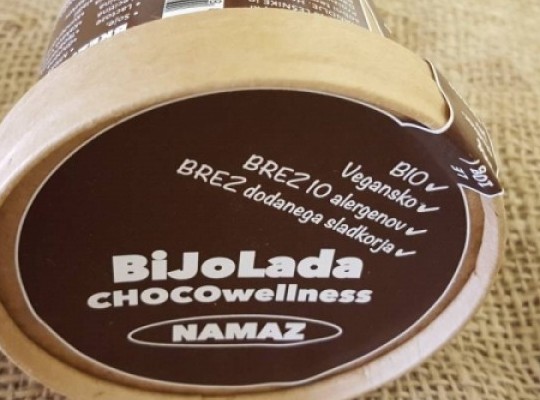 BIO✓
Vegansko✓
BREZ 10 alergenov✓
BREZ dodanega sladkorja✓
BiJoLada
CHOCOwellness
NAMAZ